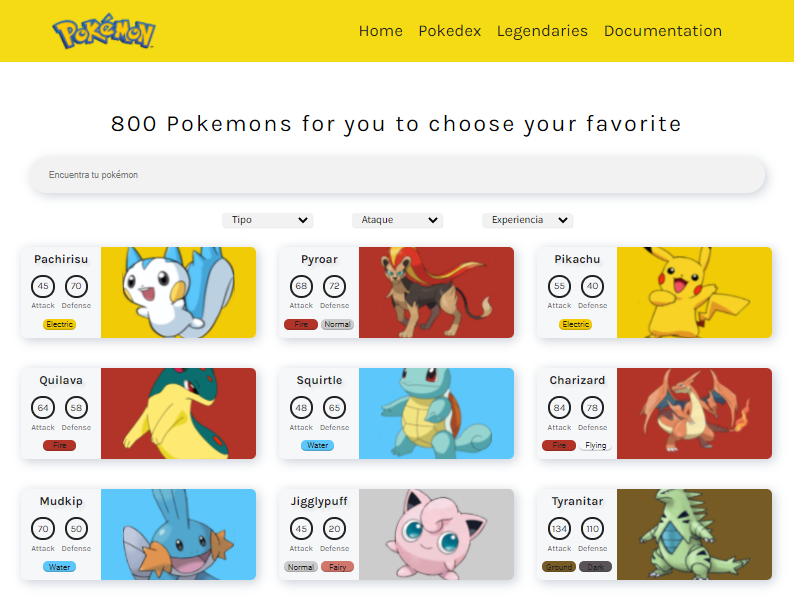 POKéMON
Home Pokedex Legendaries Documentation
800 Pokemons for you to choose your favorite
Encuentra tu pokémon
Tipo Ataque Experiencia
Pachirisu
45 70
Attack Defense
Electric
Pyroar
68 72
Attack Defense
Fire Normal
Pikachu
55 40
Attack Defense
Electric
Quilava
64 58
Attack Defense
Fire
Squirtle
48 65
Attack Defense
Water
Charizard
84 78
Attack Defense
Fire Flying
Mudkip
70 50
Attack Defense
Water
Jigglypuff
45 20
Attack Defense
Normal Fairy
Tyranitar
134 110
Attack Defense
Ground Dark